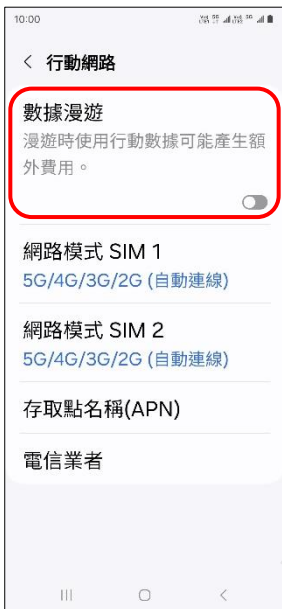 10:00
行動網路
數據漫遊
漫遊時使用行動數據可能產生額
外費用。
網路模式 SIM 1
5G/4G/3G/2G (自動連線)
網路模式 SIM 2
5G/4G/3G/2G (自動連線)
存取點名稱(APN)
電信業者